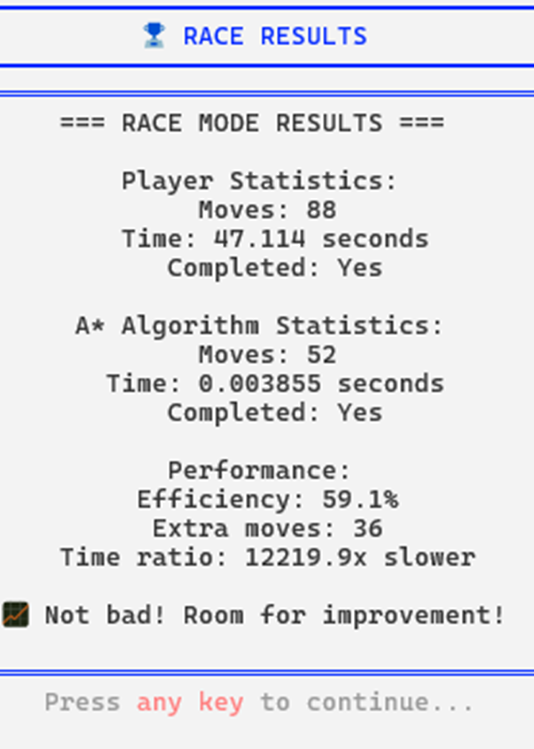 🏆 RACE RESULTS
=== RACE MODE RESULTS ===
Player Statistics:
Moves: 88
Time: 47.114 seconds
Completed: Yes
A* Algorithm Statistics:
Moves: 52
Time: 0.003855 seconds
Completed: Yes
Performance:
Efficiency: 59.1%
Extra moves: 36
Time ratio: 12219.9x slower
Not bad! Room for improvement!
Press any key to continue...